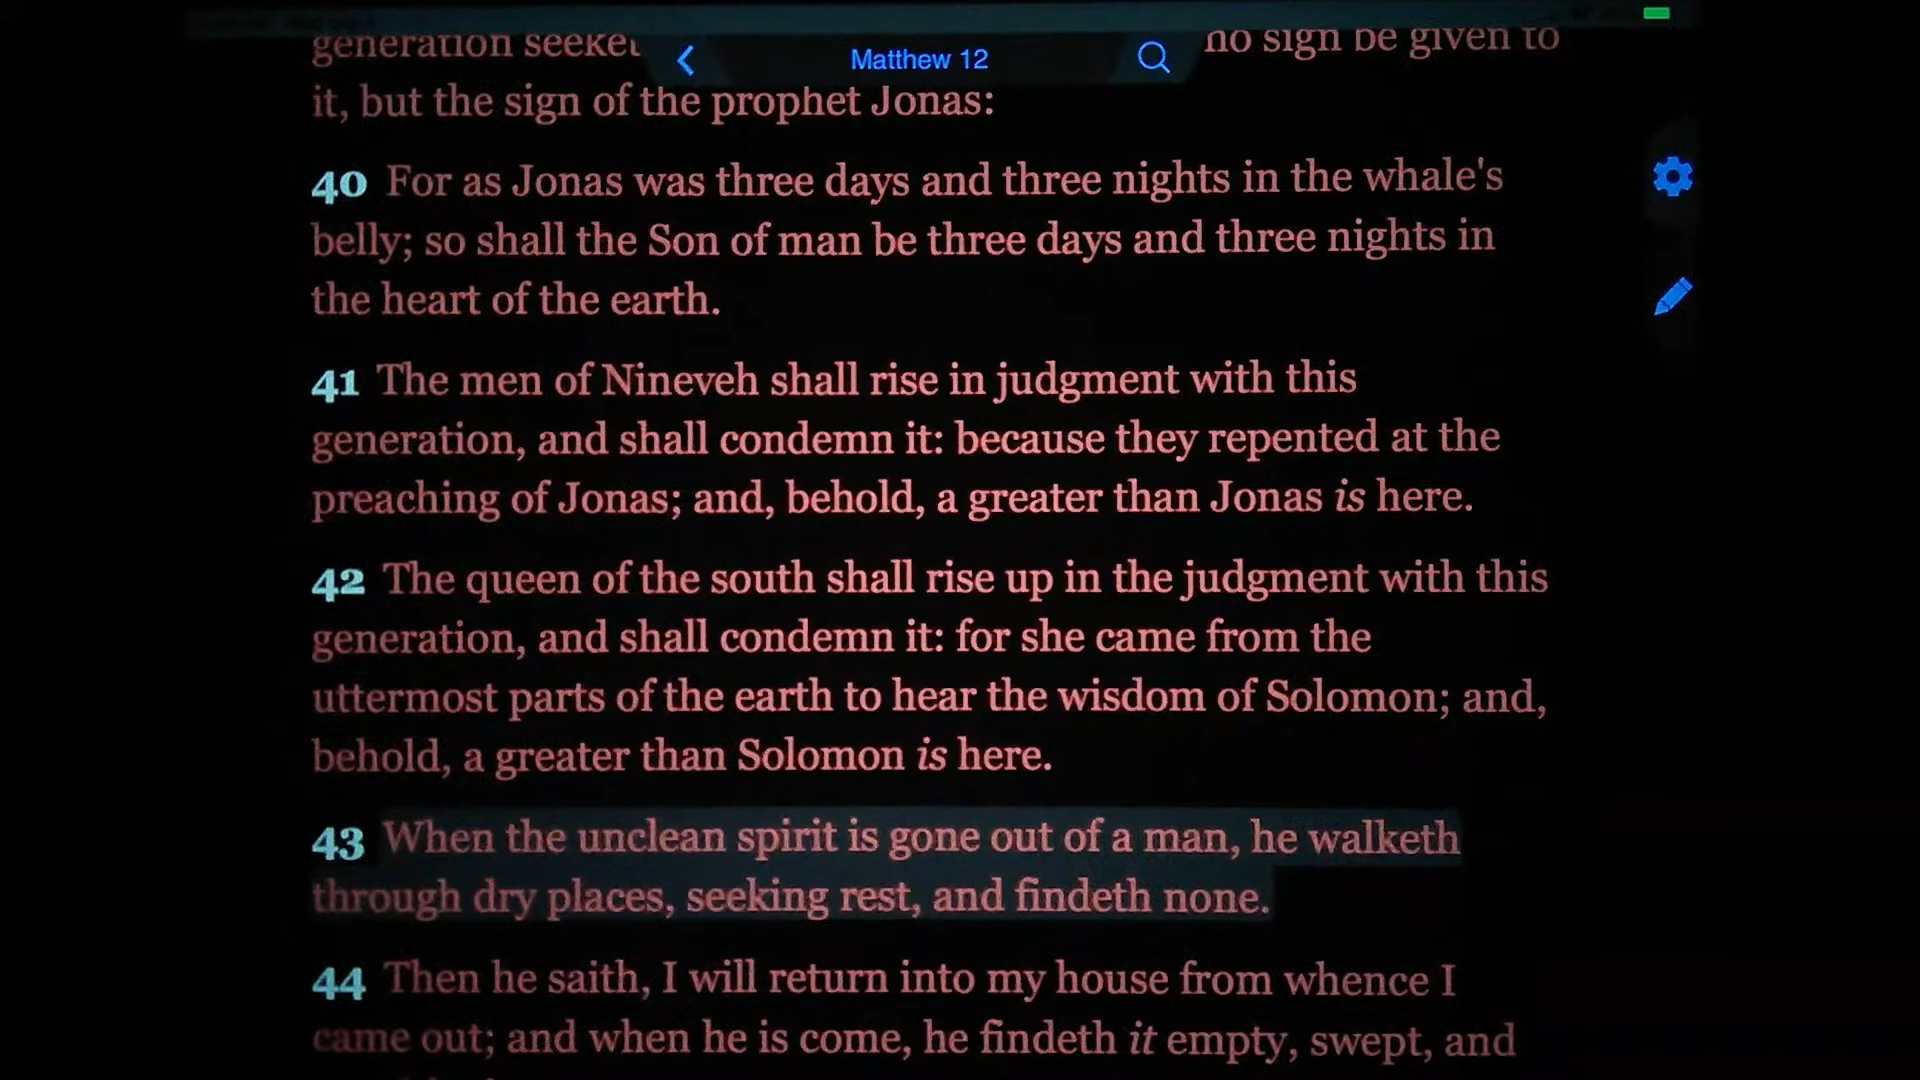 Matthew 12
generation no sign be given to
it, but the sign of the prophet Jonas:
40 For as Jonas was three days and three nights in the whale's
belly; so shall the Son of man be three days and three nights in
the heart of the earth.
41 The men of Nineveh shall rise in judgment with this
generation, and shall condemn it: because they repented at the
preaching of Jonas; and, behold, a greater than Jonas is here.
42 The queen of the south shall rise up in the judgment with this
generation, and shall condemn it: for she came from the
uttermost parts of the earth to hear the wisdom of Solomon; and,
behold, a greater than Solomon is here.
43 When the unclean spirit is gone out of a man, he walketh
through dry places, seeking rest, and findeth none.
44 Then he saith, I will return into my house from whence I
came out; and when he is come, he findeth it empty, swept, and